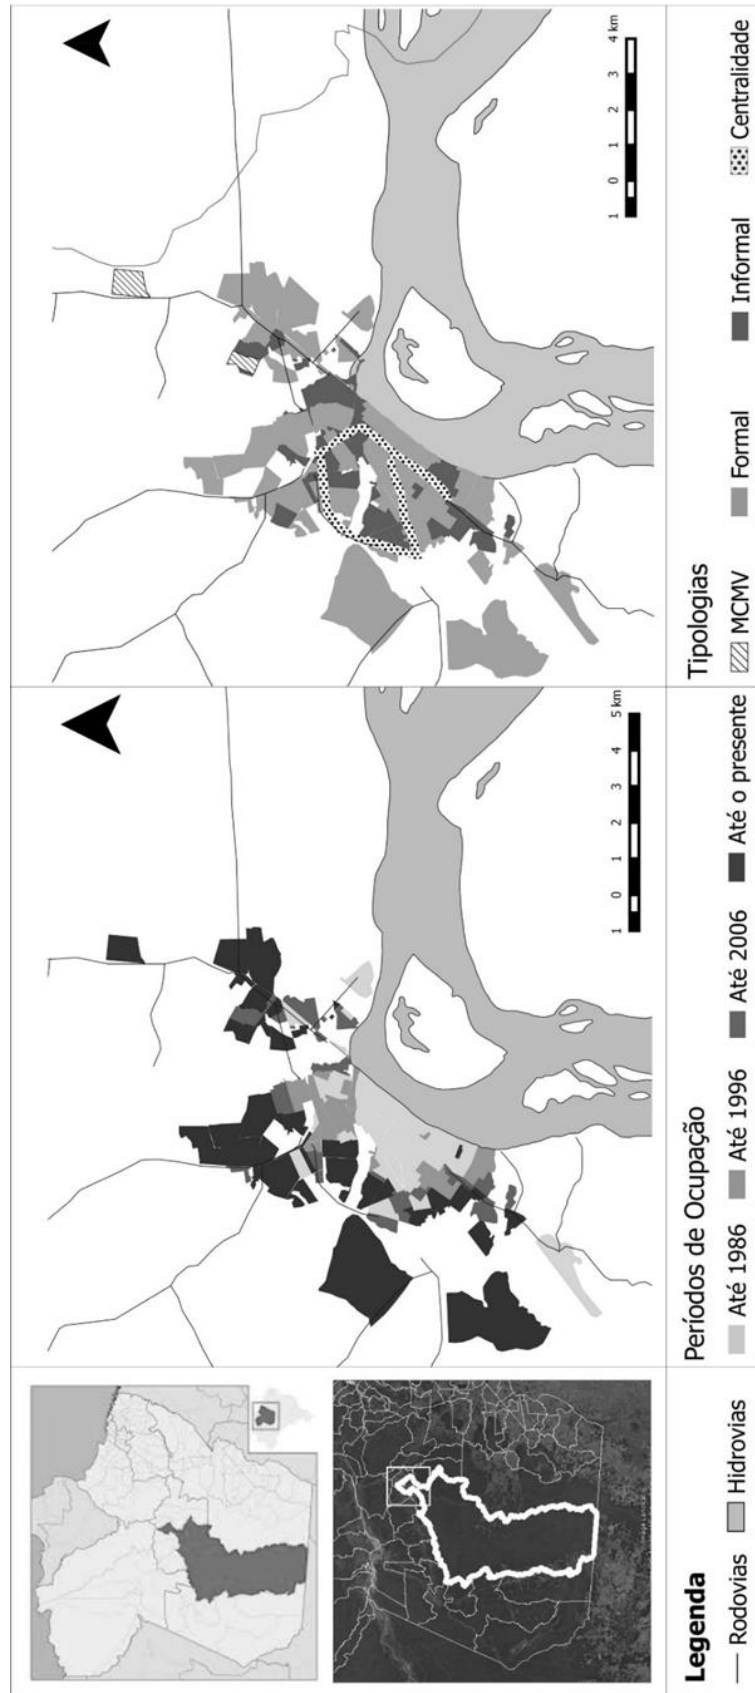 Legenda
Rodovias Hidrovias
1 0 1 2 3 4 5 km
Períodos de Ocupação
Até 1986 Até 1996 Até 2006 Até o presente
1 0 1 2 3 4 km
Tipologias
MCMV Formal Informal Centralidade